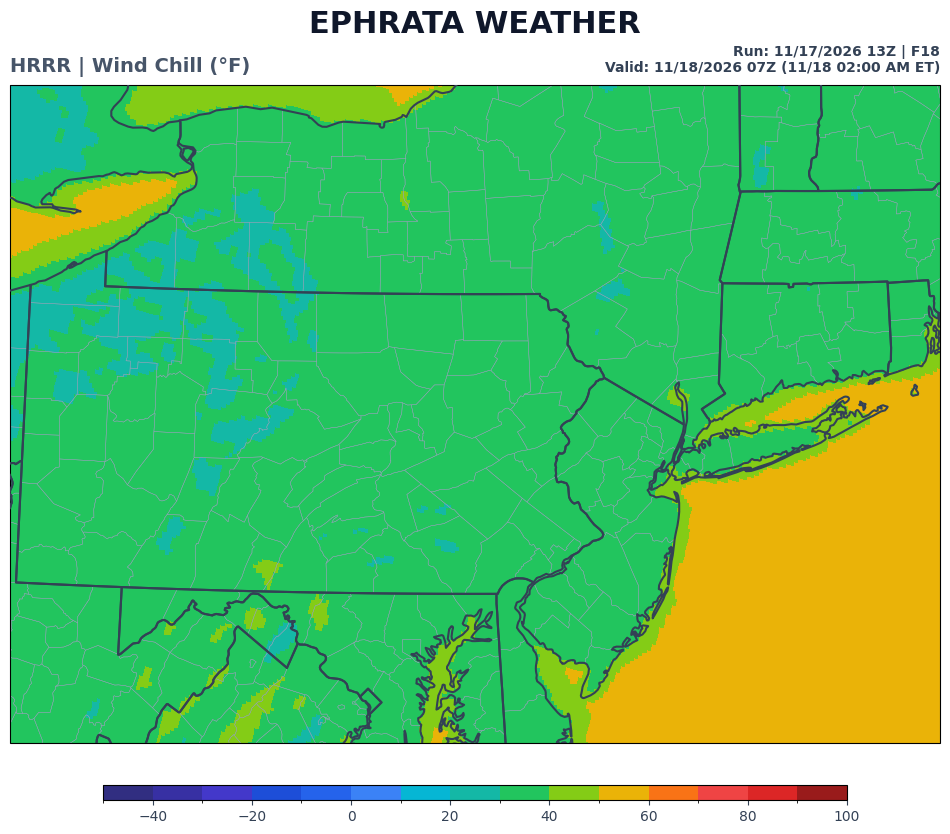 EPHRATA WEATHER
HRRR | Wind Chill (°F)
Run: 11/17/2026 13Z | F18
Valid: 11/18/2026 07Z (11/18 02:00 AM ET)
−40 −20 0 20 40 60 80 100